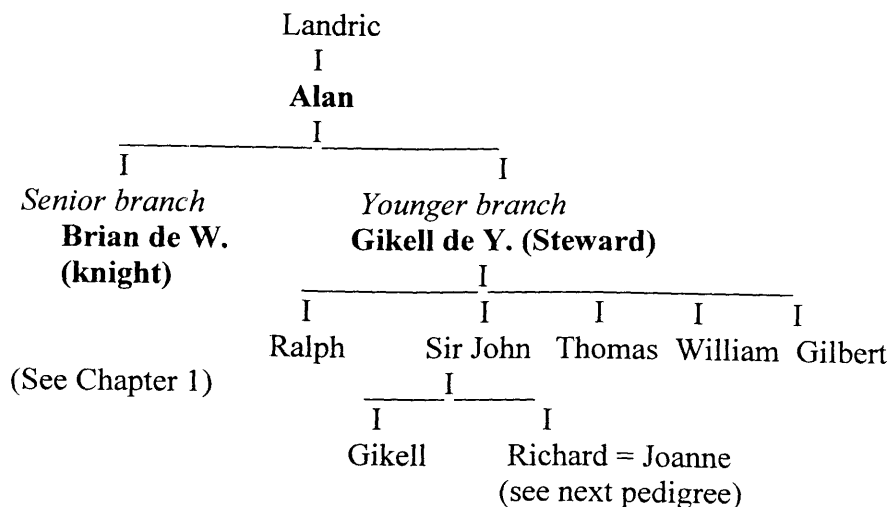 Landric
I
Alan
I
I I
Senior branch Younger branch
Brian de W. Gikell de Y. (Steward)
(knight) I
I I I I I
Ralph Sir John Thomas William Gilbert
(See Chapter 1) I
I I
Gikell Richard = Joanne
(see next pedigree)